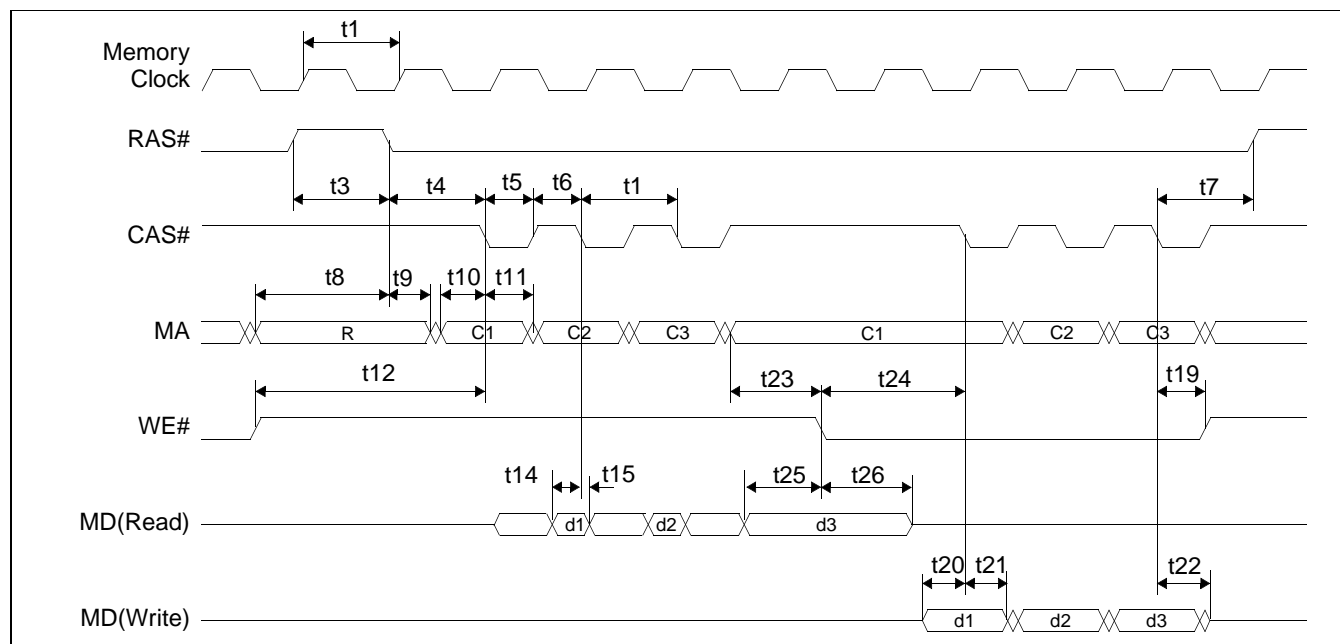 t1
Memory
Clock
RAS#
t3 t4 t5 t6 t1 t7
CAS#
t8 t9 t10 t11
MA R C1 C2 C3 C1 C2 C3
t12 t23 t24 t19
WE#
t14 t15 t25 t26
MD(Read) d1 d2 d3
t20 t21 t22
MD(Write) d1 d2 d3